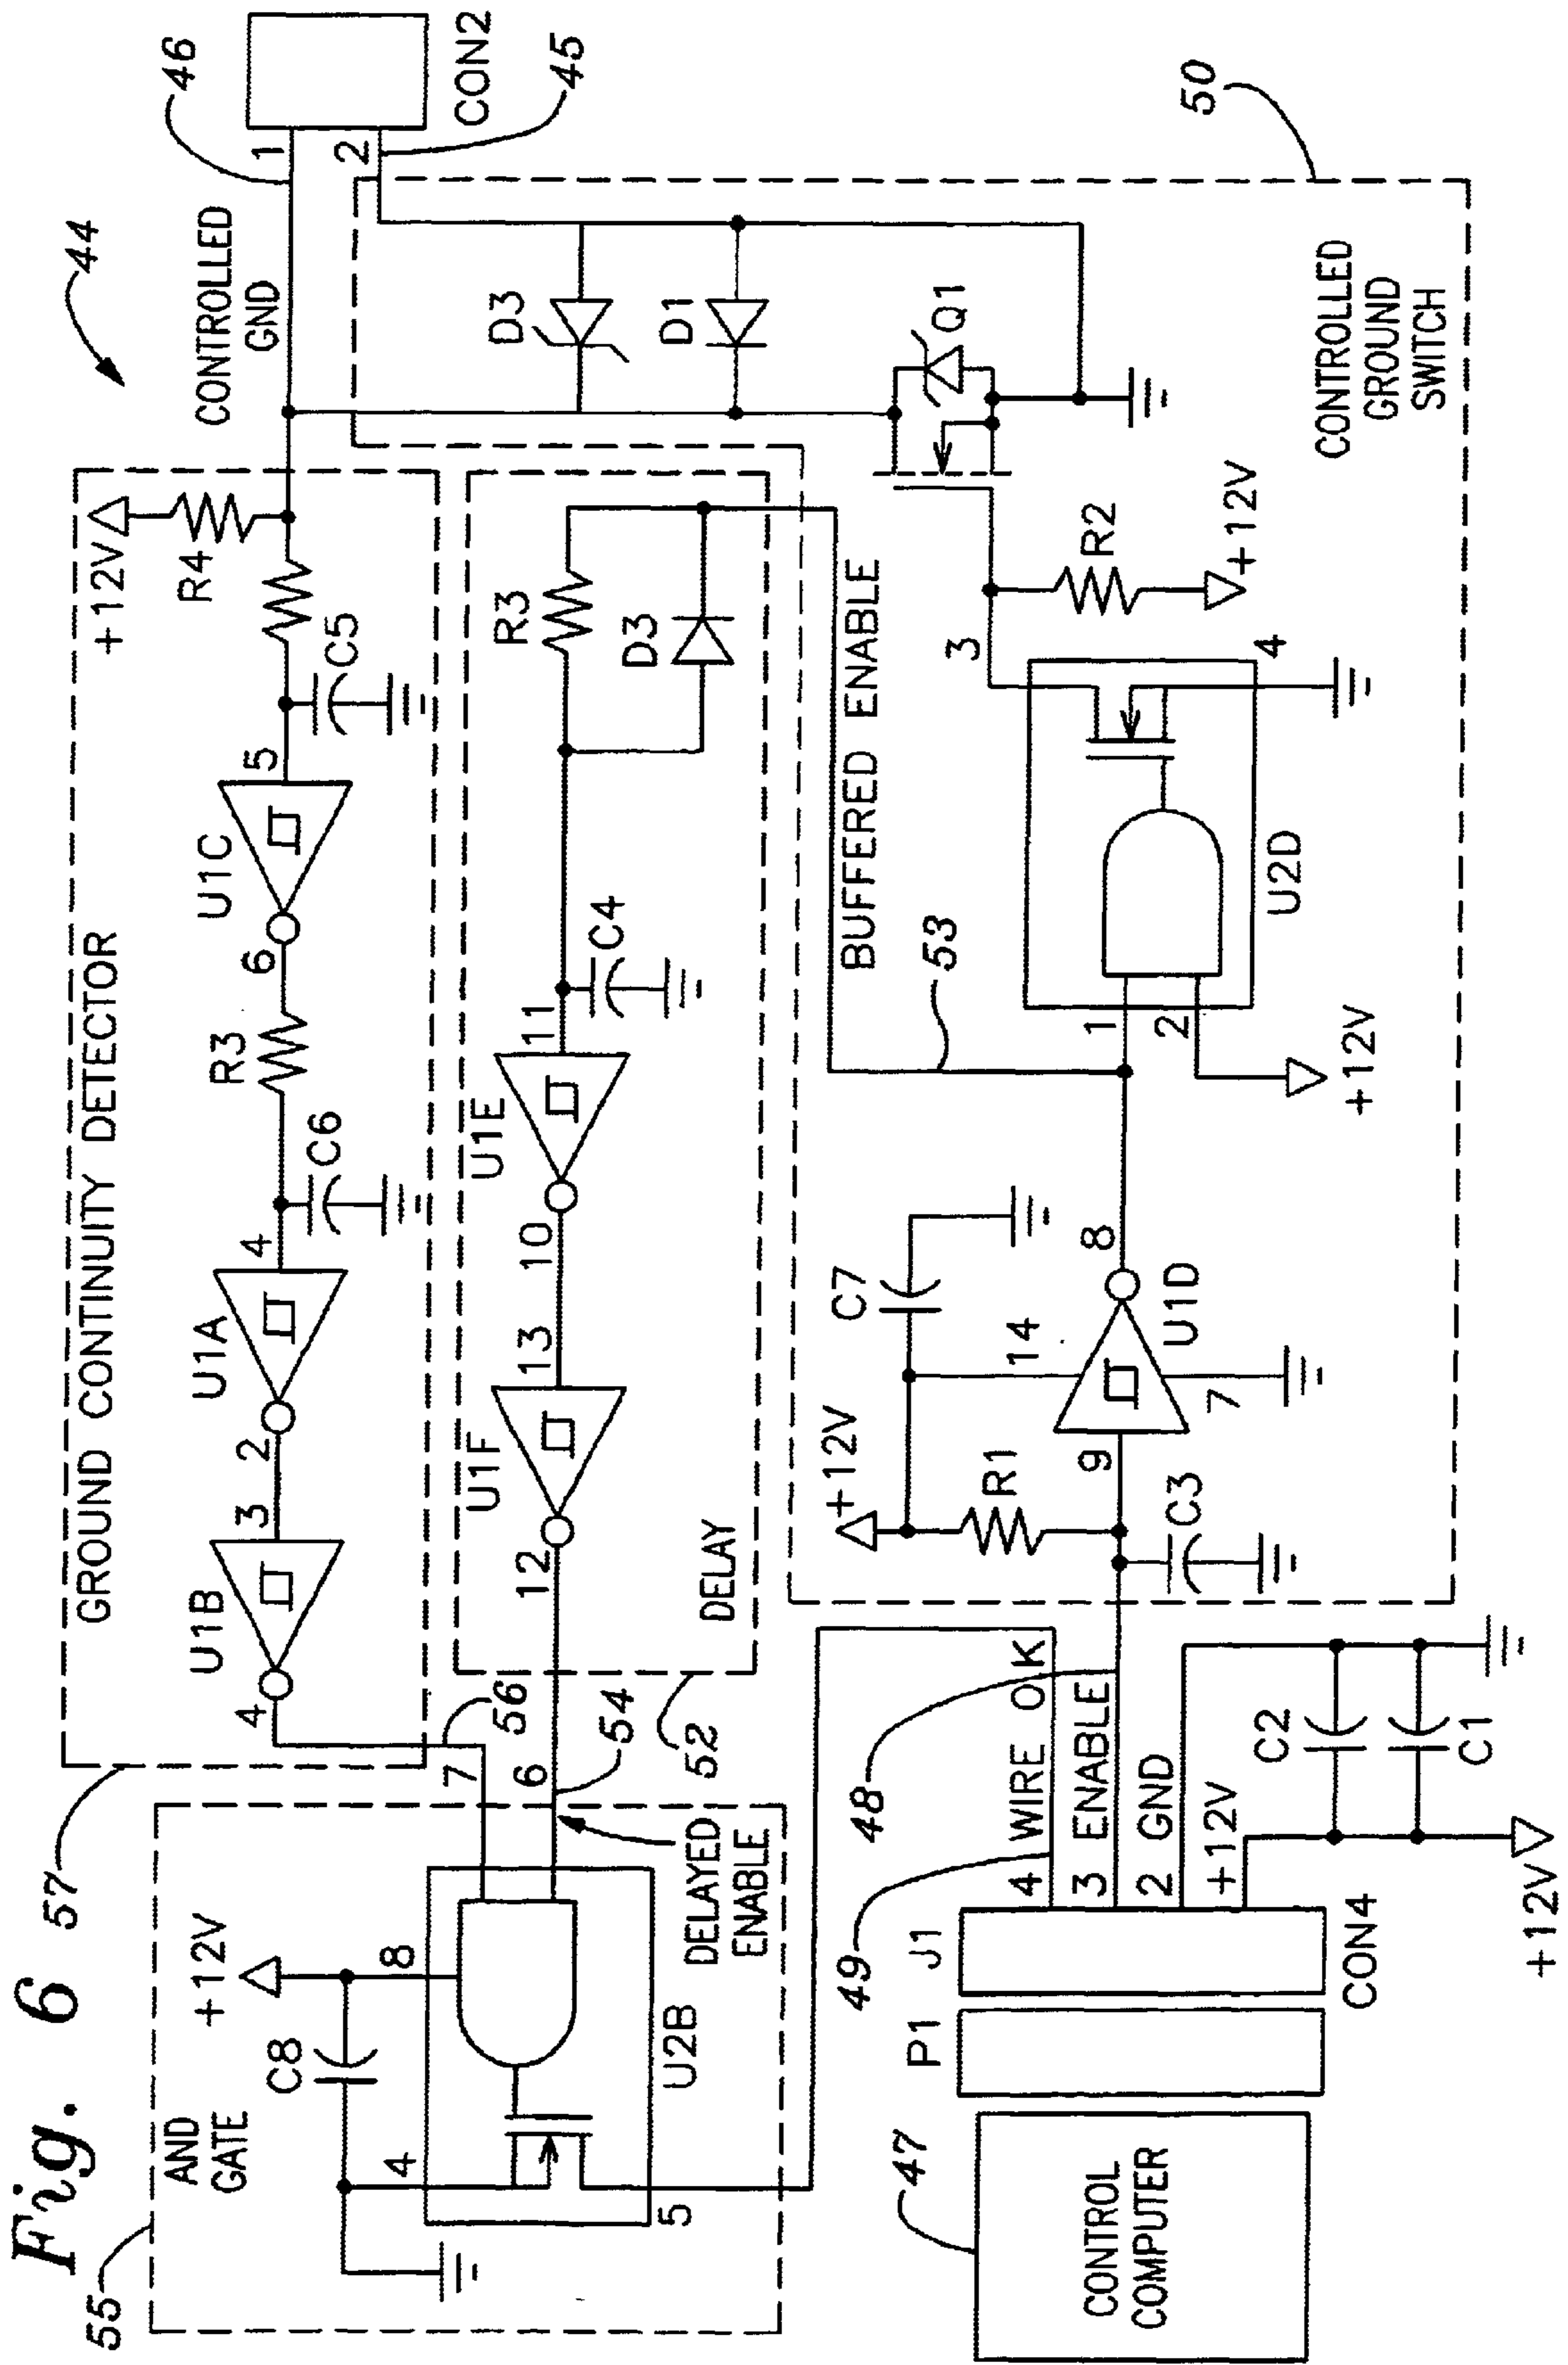 Fig. 6
44
46
45
50
57
55
52
CONTROLLED
GND
CON2
1
2
GROUND CONTINUITY DETECTOR
+12V
R4
C5
5
U1C
6
R3
C6
4
U1A
2
3
U1B
4
56
7
AND
GATE
+12V
C8
8
4
U2B
5
6
54
DELAYED
ENABLE
DELAY
R3
D3
C4
11
U1E
10
13
U1F
12
D3
D1
Q1
CONTROLLED
GROUND
SWITCH
BUFFERED ENABLE
53
R2
+12V
3
4
U2D
1
2
+12V
8
U1D
C7
14
7
9
+12V
R1
C3
48
49
4 WIRE OK
3 ENABLE
2 GND
+12V
C2
C1
+12V
J1
CON4
P1
47
CONTROL
COMPUTER